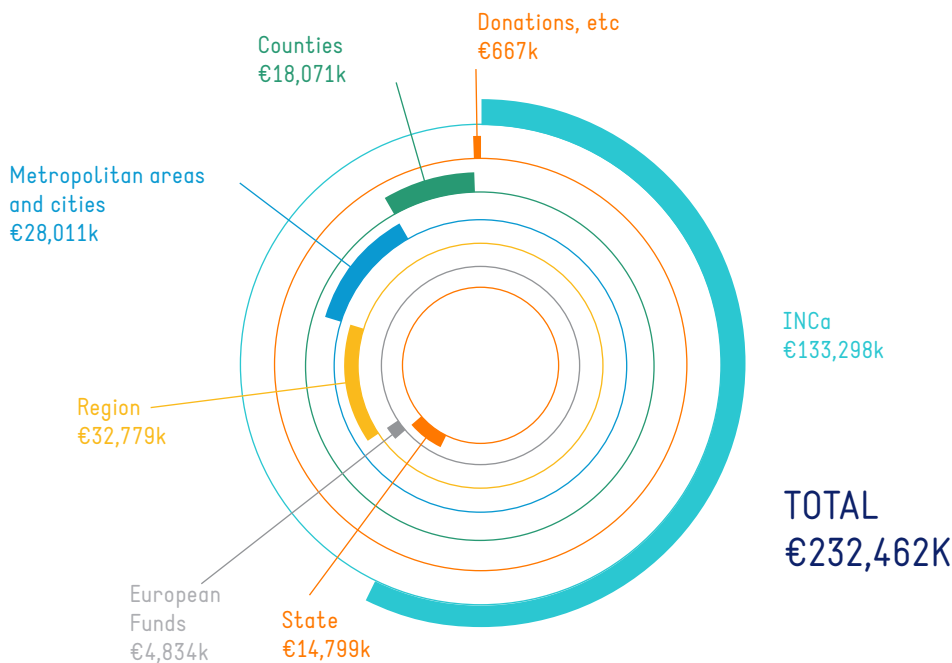 Donations, etc
€667k
Counties
€18,071k
Metropolitan areas
and cities
€28,011k
INCa
€133,298k
Region
€32,779k
TOTAL
€232,462K
European
Funds
€4,834k
State
€14,799k